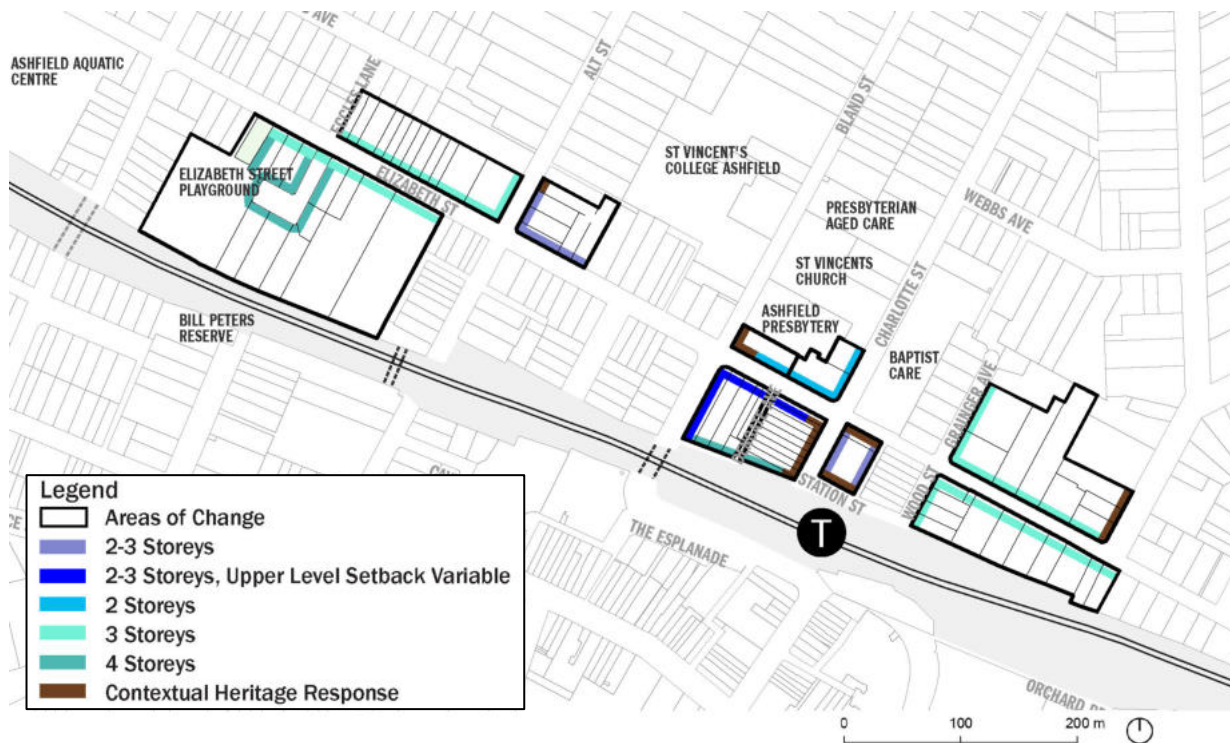 ASHFIELD AQUATIC
CENTRE
ECCLES LANE
ALT ST
BLAND ST
ST VINCENT'S
COLLEGE ASHFIELD
ELIZABETH STREET
PLAYGROUND
ELIZABETH ST
PRESBYTERIAN
AGED CARE
WEBBS AVE
ST VINCENTS
CHURCH
CHARLOTTE ST
ASHFIELD
PRESBYTERY
BILL PETERS
RESERVE
BAPTIST
CARE
GRAINGER AVE
WOOD ST
STATION ST
THE ESPLANADE
T
ORCHARD
Legend
Areas of Change
2-3 Storeys
2-3 Storeys, Upper Level Setback Variable
2 Storeys
3 Storeys
4 Storeys
Contextual Heritage Response
0 100 200 m